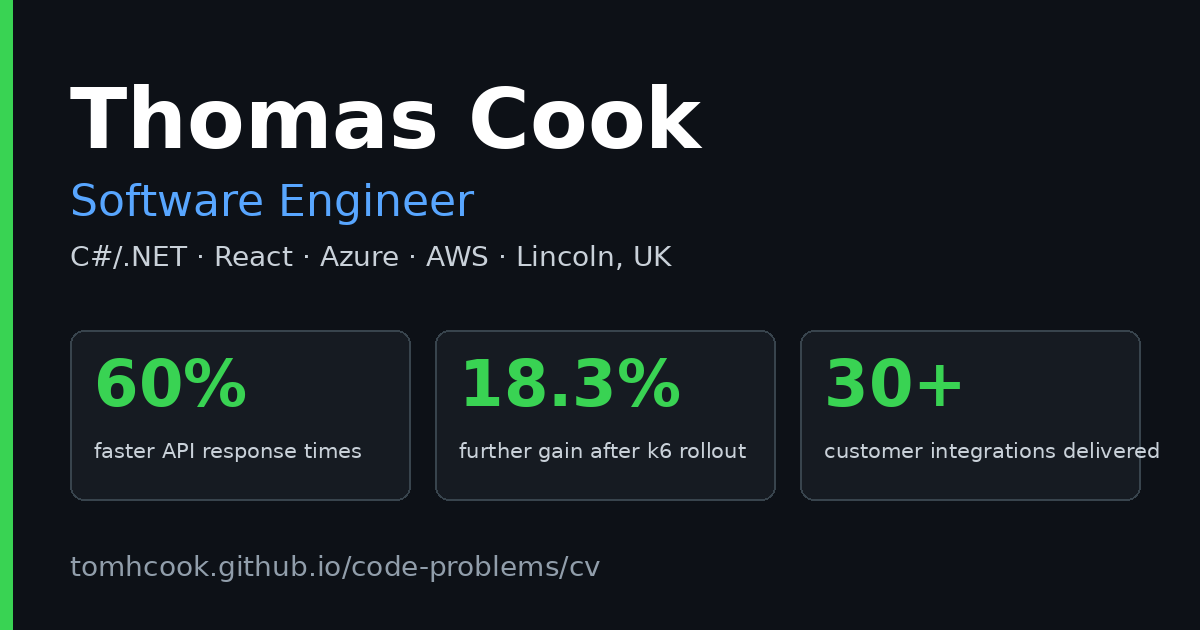 Thomas Cook
Software Engineer
C#/.NET · React · Azure · AWS · Lincoln, UK
60%
faster API response times
18.3%
further gain after k6 rollout
30+
customer integrations delivered
tomhcook.github.io/code-problems/cv